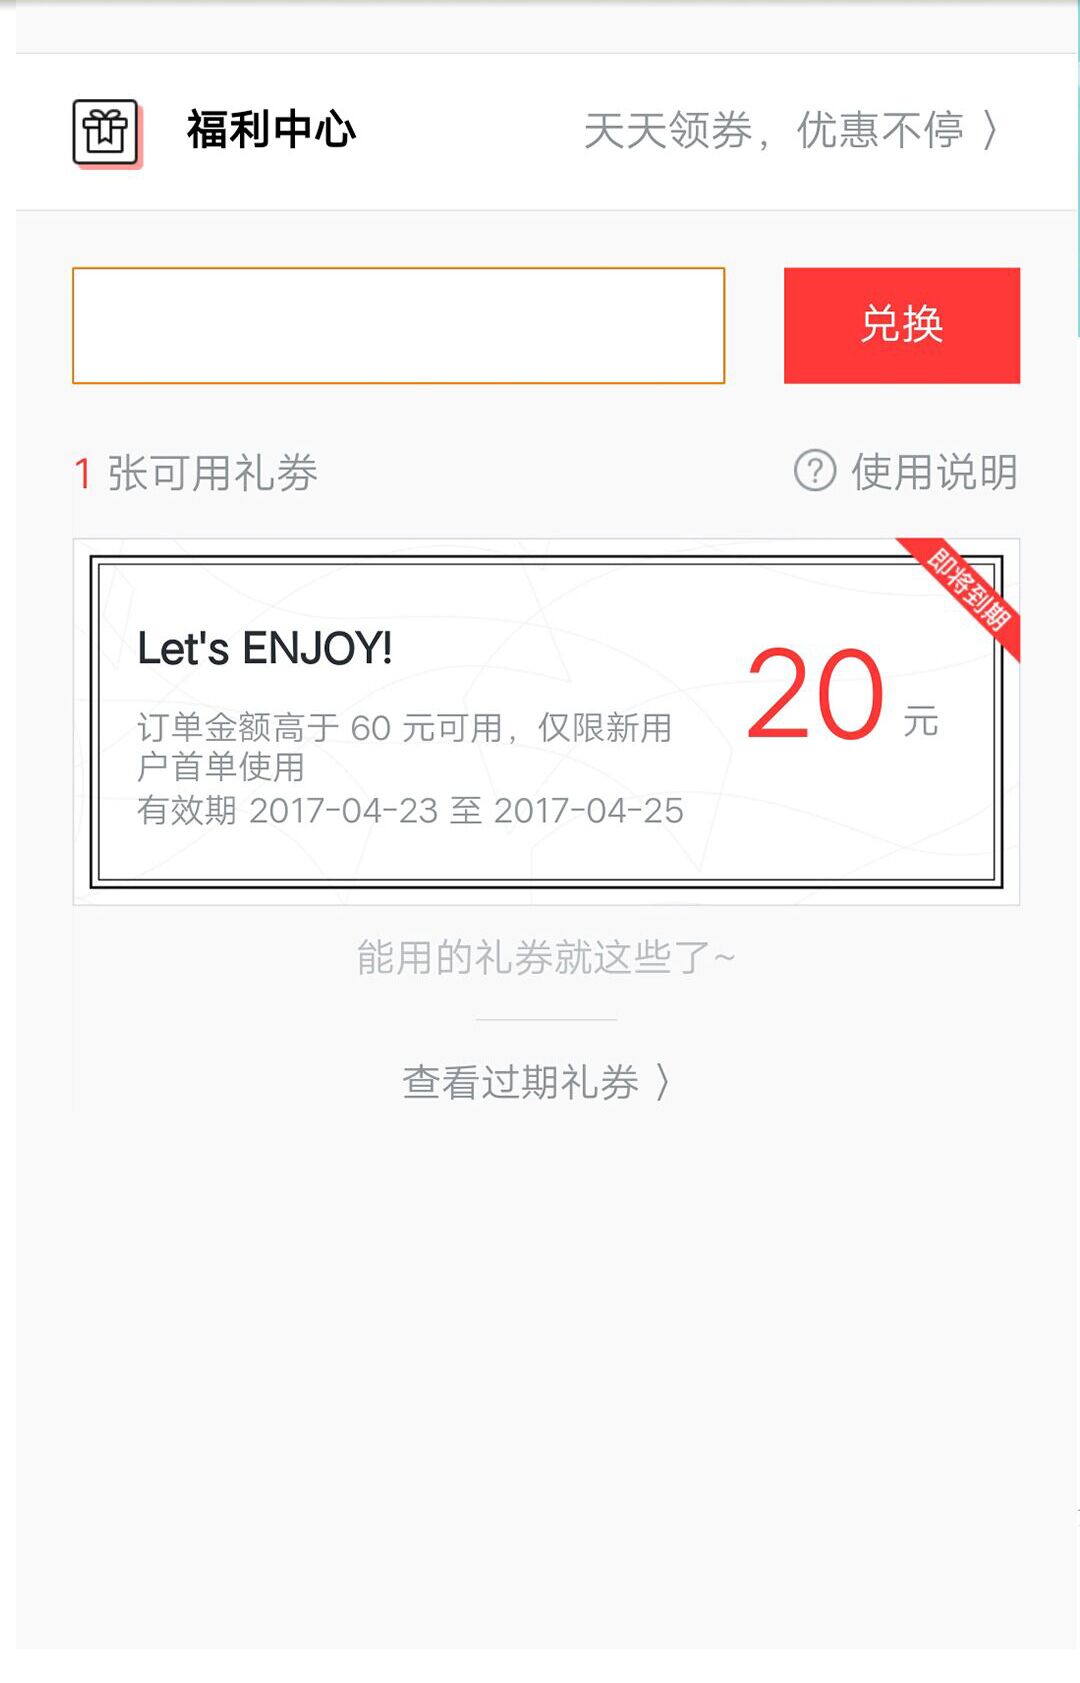 福利中心
天天领券，优惠不停 〉
兑换
1 张可用礼券
? 使用说明
即将到期
Let's ENJOY!
20 元
订单金额高于 60 元可用，仅限新用
户首单使用
有效期 2017-04-23 至 2017-04-25
能用的礼券就这些了~
查看过期礼券 〉